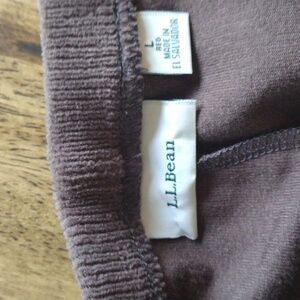 L
REG
MADE IN
EL SALVADOR
L.L.Bean